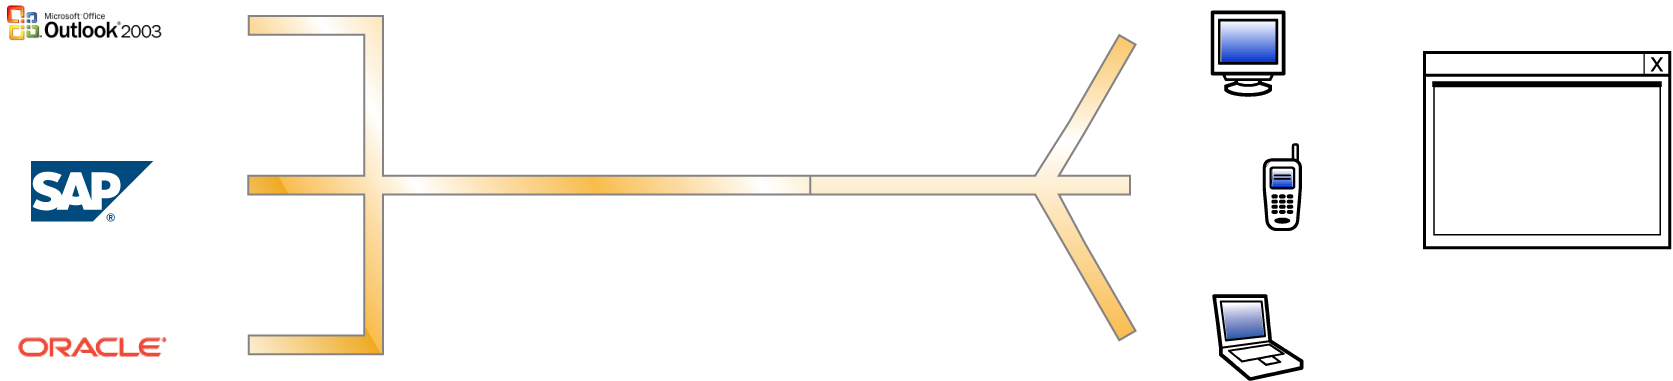 Microsoft Office
Outlook® 2003
X
SAP
®
ORACLE®